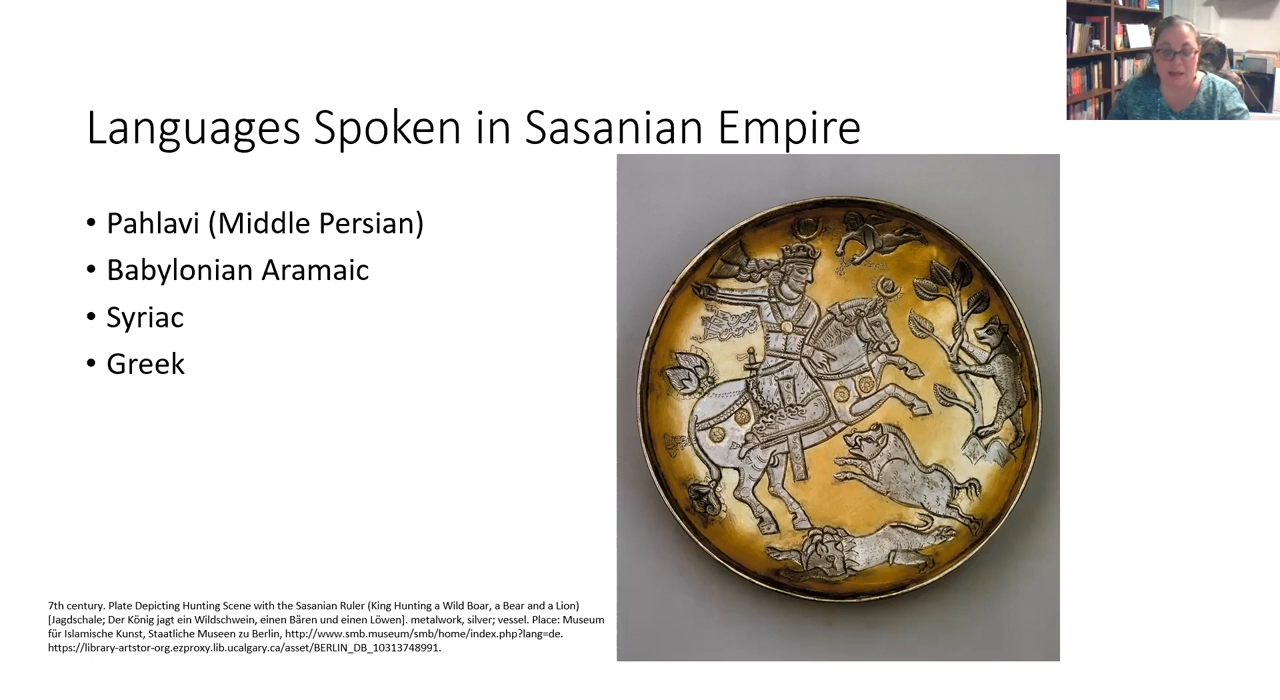 Languages Spoken in Sasanian Empire
• Pahlavi (Middle Persian)
• Babylonian Aramaic
• Syriac
• Greek
7th century. Plate Depicting Hunting Scene with the Sasanian Ruler (King Hunting a Wild Boar, a Bear and a Lion)
[Jagdschale; Der König jagt ein Wildschwein, einen Bären und einen Löwen]. metalwork, silver; vessel. Place: Museum
für Islamische Kunst, Staatliche Museen zu Berlin, http://www.smb.museum/smb/home/index.php?lang=de.
https://library-artstor-org.ezproxy.lib.ucalgary.ca/asset/BERLIN_DB_10313748991.